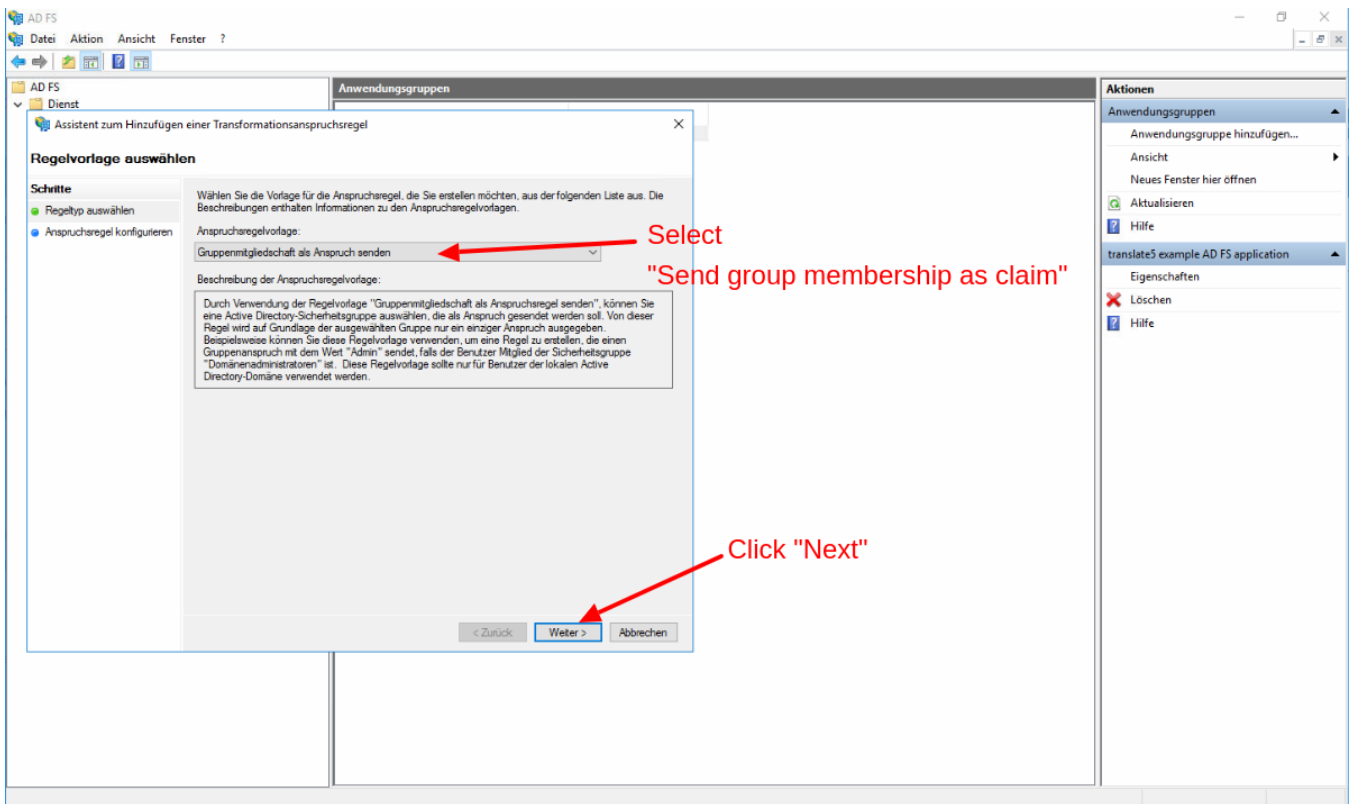 AD FS
Datei Aktion Ansicht Fenster ?
AD FS
Dienst
Anwendungsgruppen
Assistent zum Hinzufügen einer Transformationsanspruchsregel
Regelvorlage auswählen
Schritte
Regeltyp auswählen
Anspruchsregel konfigurieren
Wählen Sie die Vorlage für die Anspruchsregel, die Sie erstellen möchten, aus der folgenden Liste aus. Die
Beschreibungen enthalten Informationen zu den Anspruchsregelvorlagen.
Anspruchsregelvorlage:
Gruppenmitgliedschaft als Anspruch senden
Beschreibung der Anspruchsregelvorlage:
Durch Verwendung der Regelvorlage "Gruppenmitgliedschaft als Anspruchsregel senden", können Sie
eine Active Directory-Sicherheitsgruppe auswählen, die als Anspruch gesendet werden soll. Von dieser
Regel wird auf Grundlage der ausgewählten Gruppe nur ein einziger Anspruch ausgegeben.
Beispielsweise können Sie diese Regelvorlage verwenden, um eine Regel zu erstellen, die einen
Gruppenanspruch mit dem Wert "Admin" sendet, falls der Benutzer Mitglied der Sicherheitsgruppe
"Domänenadministratoren" ist. Diese Regelvorlage sollte nur für Benutzer der lokalen Active
Directory-Domäne verwendet werden.
< Zurück Weiter > Abbrechen
Select
"Send group membership as claim"
Click "Next"
Aktionen
Anwendungsgruppen
Anwendungsgruppe hinzufügen...
Ansicht
Neues Fenster hier öffnen
Aktualisieren
Hilfe
translate5 example AD FS application
Eigenschaften
Löschen
Hilfe